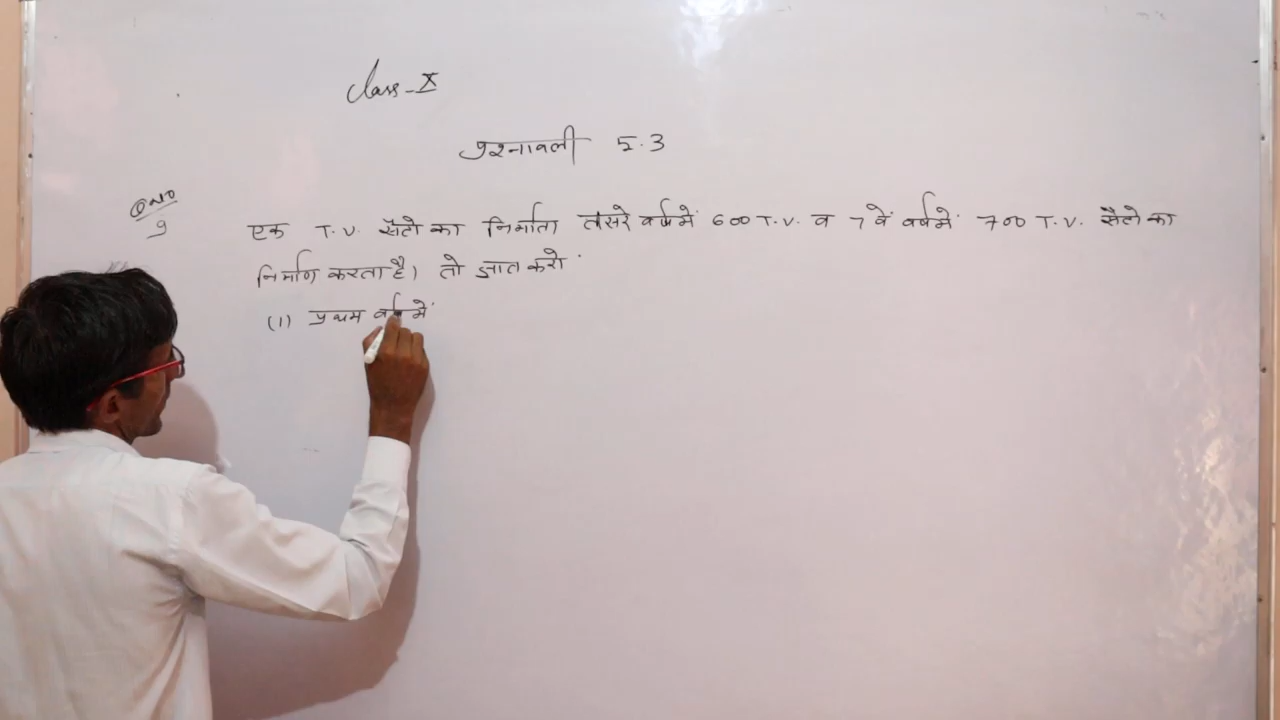 Class-X
प्रश्नावली 5.3
Q NO
9
एक T.V. सैटो का निर्माता तीसरे वर्ष में 600 T.V. व 7 वें वर्ष में 700 T.V. सैटो का
निर्माण करता है। तो ज्ञात करो
(1) प्रथम वर्ष में